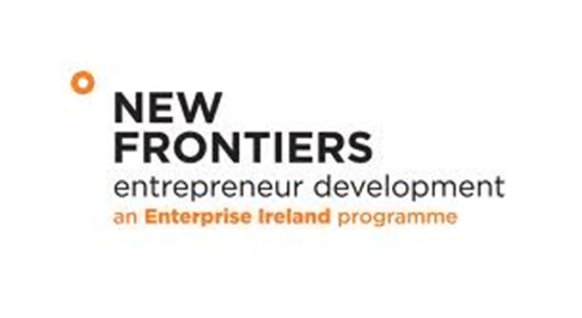 NEW
FRONTIERS
entrepreneur development
an Enterprise Ireland programme